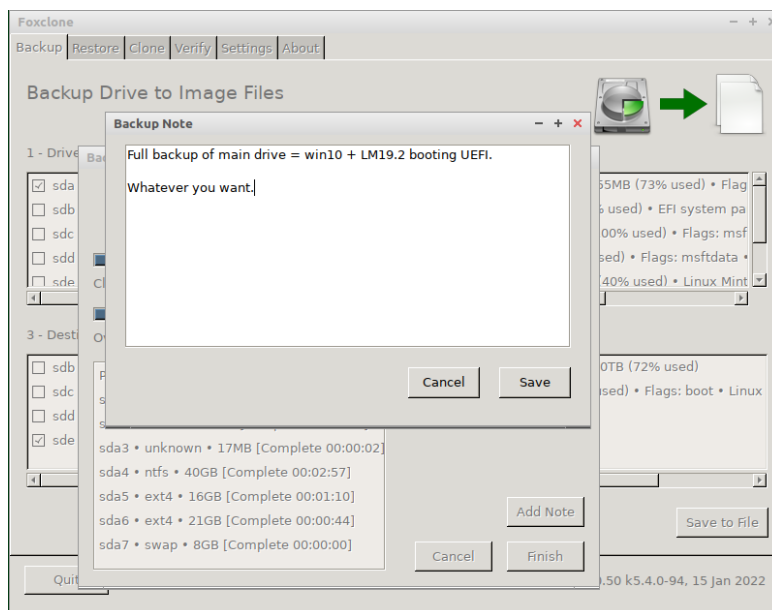 Foxclone
Backup Restore Clone Verify Settings About
Backup Drive to Image Files
Backup Note
Full backup of main drive = win10 + LM19.2 booting UEFI.
Whatever you want.
Cancel Save
1 - Drive
sda
sdb
sdc
sdd
sde
55MB (73% used) • Flag
used) • EFI system pa
00% used) • Flags: msf
sed) • Flags: msftdata •
(40% used) • Linux Mint
3 - Desti
sdb
sdc
sdd
sde
0TB (72% used)
used) • Flags: boot • Linux
sda3 • unknown • 17MB [Complete 00:00:02]
sda4 • ntfs • 40GB [Complete 00:02:57]
sda5 • ext4 • 16GB [Complete 00:01:10]
sda6 • ext4 • 21GB [Complete 00:00:44]
sda7 • swap • 8GB [Complete 00:00:00]
Add Note
Cancel Finish
Save to File
Quit
.50 k5.4.0-94, 15 Jan 2022